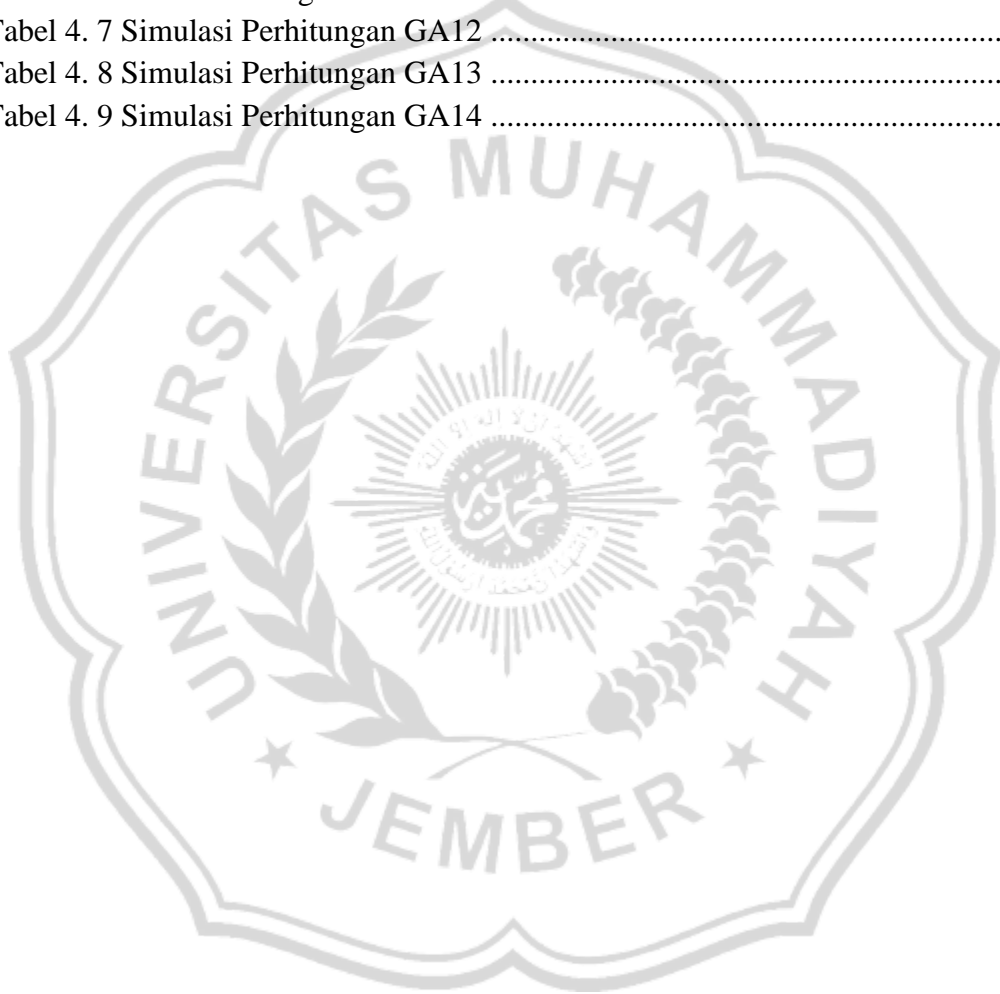 Tabel 4. 7 Simulasi Perhitungan GA12 ....................................................................
Tabel 4. 8 Simulasi Perhitungan GA13 ....................................................................
Tabel 4. 9 Simulasi Perhitungan GA14 ....................................................................
UNIVERSITAS MUHAMMADIYAH
JEMBER